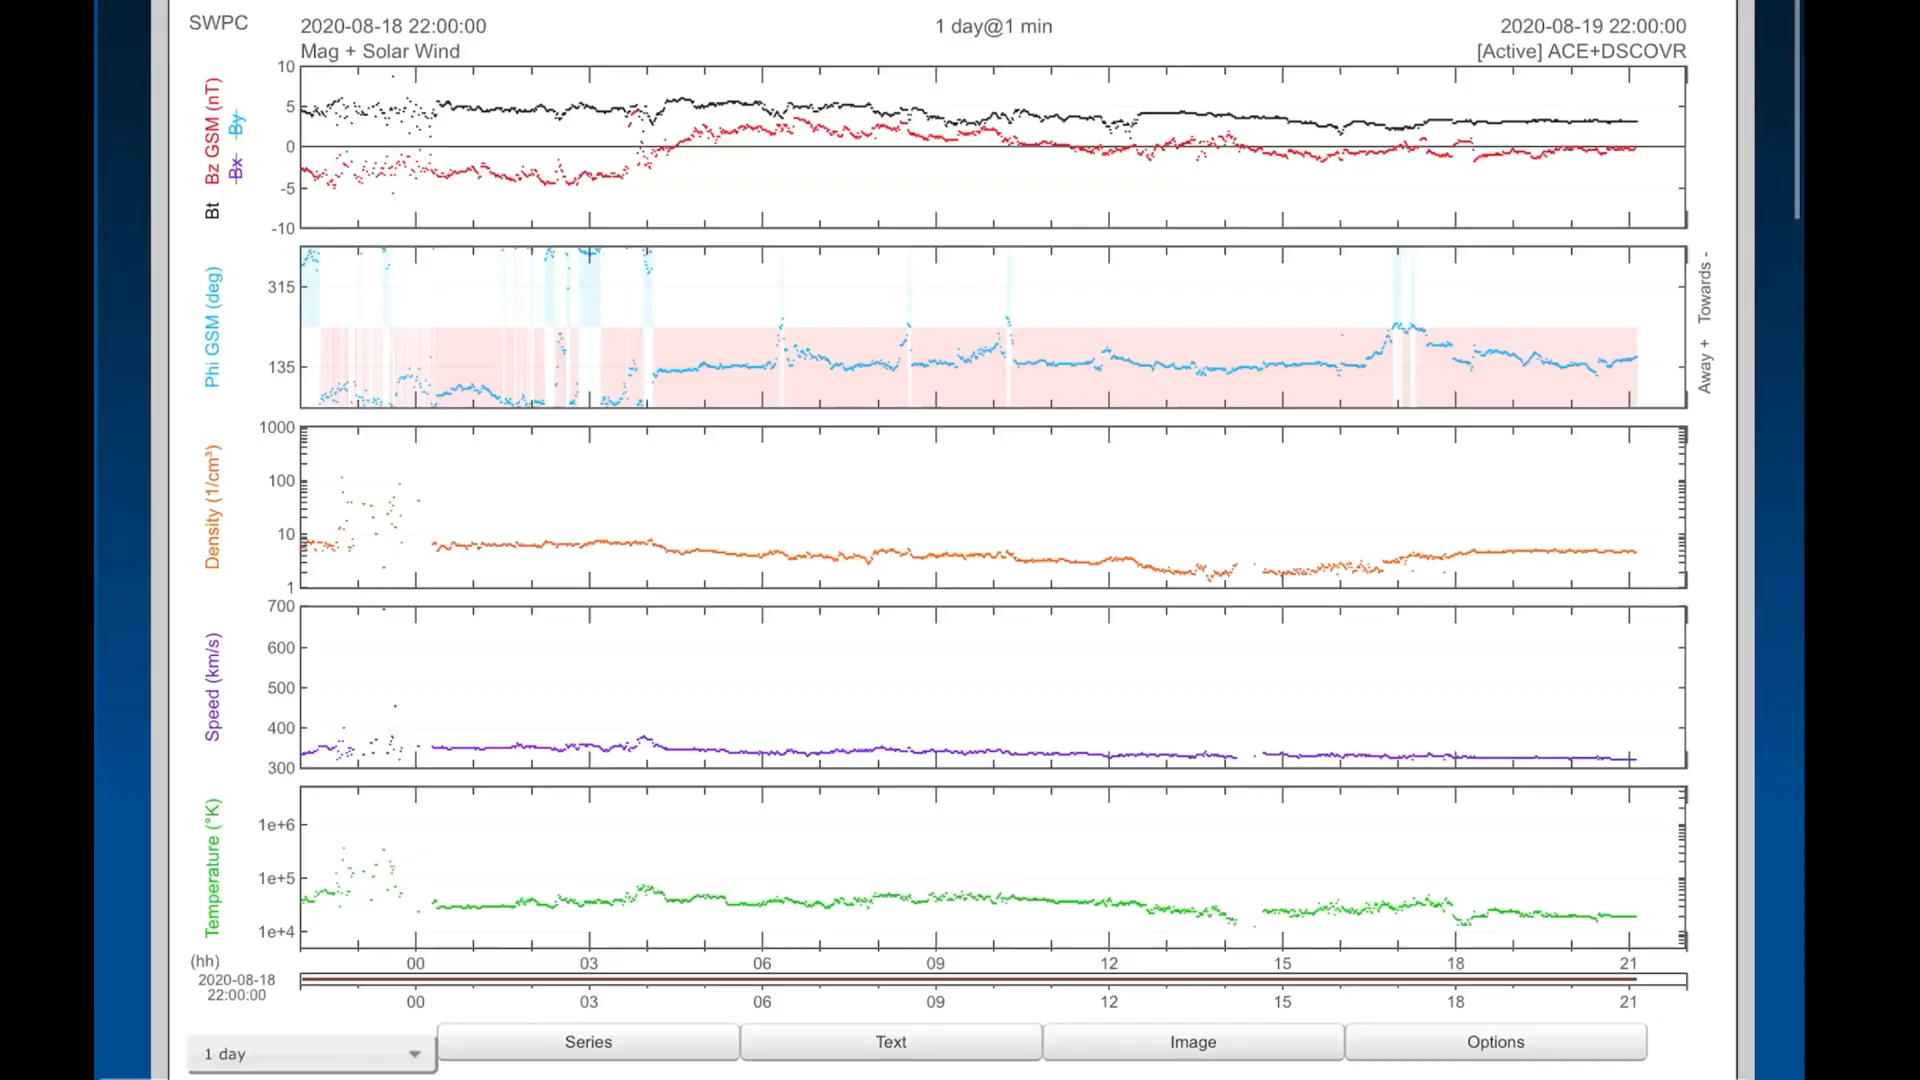 SWPC
2020-08-18 22:00:00
1 day@1 min
2020-08-19 22:00:00
Mag + Solar Wind
[Active] ACE+DSCOVR
Bt Bz GSM (nT)
Bx By
10
5
0
-5
-10
Phi GSM (deg)
315
135
Away + Towards -
Density (1/cm³)
1000
100
10
1
Speed (km/s)
700
600
500
400
300
Temperature (°K)
1e+6
1e+5
1e+4
(hh)
00 03 06 09 12 15 18 21
2020-08-18
22:00:00
00 03 06 09 12 15 18 21
1 day
Series
Text
Image
Options